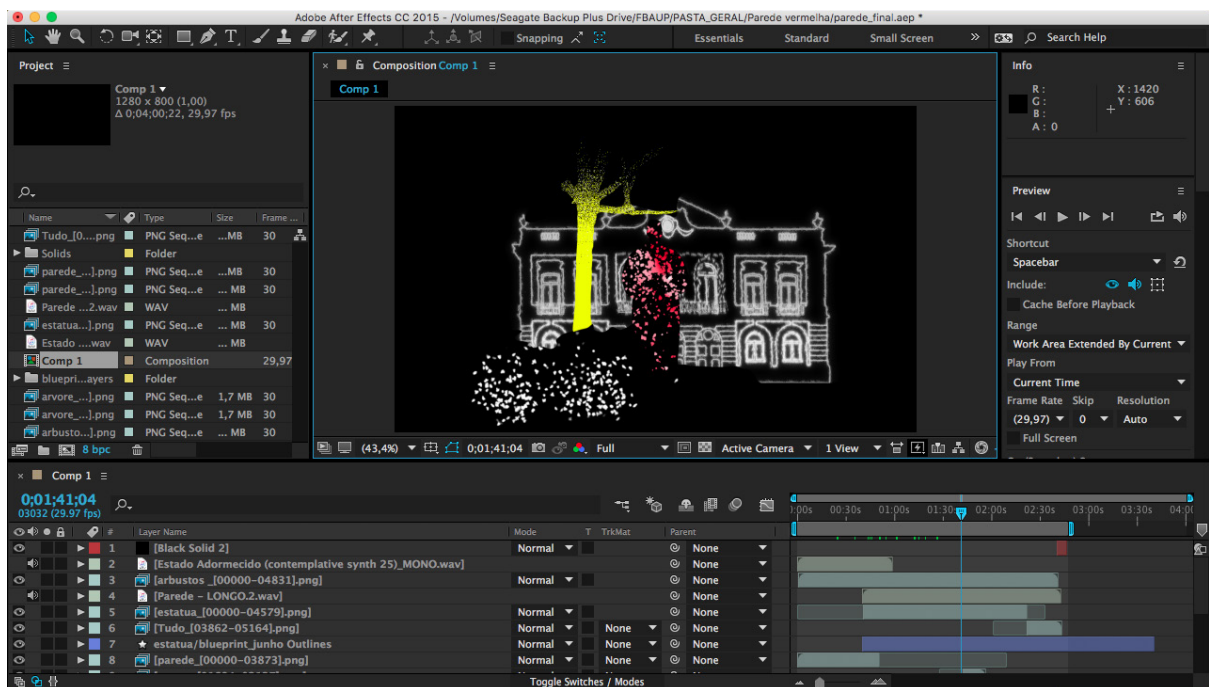 Adobe After Effects CC 2015 - /Volumes/Seagate Backup Plus Drive/FBAUP/PASTA_GERAL/Parede vermelha/parede_final.aep *
T Snapping Essentials Standard Small Screen » Search Help
Project
Comp 1
1280 x 800 (1,00)
Δ 0;04;00;22, 29,97 fps
Name Type Size Frame ...
Tudo_[0....png PNG Seq...e ...MB 30
Solids Folder
parede_...].png PNG Seq...e ...MB 30
parede_...].png PNG Seq...e ... MB 30
Parede ...2.wav WAV ... MB
estatua...].png PNG Seq...e ... MB 30
Estado ....wav WAV ... MB
Comp 1 Composition 29,97
bluepri...ayers Folder
arvore_...].png PNG Seq...e 1,7 MB 30
arvore_...].png PNG Seq...e 1,7 MB 30
arbusto...].png PNG Seq...e ... MB 30
8 bpc
× Composition Comp 1
Comp 1
(43,4%) 0;01;41;04 Full Active Camera 1 View
Info
R :
G :
B :
A : 0
X : 1420
Y : 606
Preview
Shortcut
Spacebar
Include:
Cache Before Playback
Range
Work Area Extended By Current
Play From
Current Time
Frame Rate Skip Resolution
(29,97) 0 Auto
Full Screen
× Comp 1
0;01;41;04
03032 (29.97 fps)
00:30s 01:00s 01:30 02:00s 02:30s 03:00s 03:30s 04:00
# Layer Name Mode T TrkMat Parent
1 [Black Solid 2] Normal None
2 [Estado Adormecido (contemplative synth 25)_MONO.wav] None
3 [arbustos _[00000-04831].png] Normal None
4 [Parede - LONGO.2.wav] None
5 [estatua_[00000-04579].png] Normal None
6 [Tudo_[03862-05164].png] Normal None None
7 estatua/blueprint_junho Outlines Normal None None
8 [parede_[00000-03873].png] Normal None None
Toggle Switches / Modes